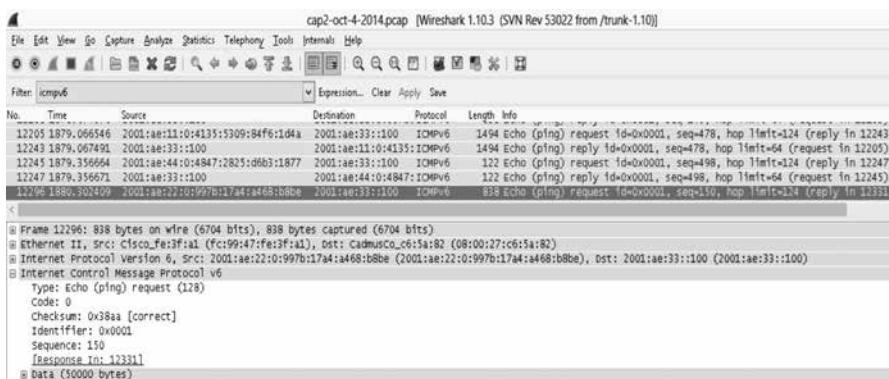 cap2-oct-4-2014.pcap [Wireshark 1.10.3 (SVN Rev 53022 from /trunk-1.10)]
File Edit View Go Capture Analyze Statistics Telephony Tools Internals Help
Filter: icmpv6 Expression... Clear Apply Save
No. Time Source Destination Protocol Length Info
12205 1879.066546 2001:ae:11:0:4135:5309:84f6:1d4a 2001:ae:33::100 ICMPv6 1494 Echo (ping) request id=0x0001, seq=478, hop limit=124 (reply in 12243
12243 1879.067491 2001:ae:33::100 2001:ae:11:0:4135: ICMPv6 1494 Echo (ping) reply id=0x0001, seq=478, hop limit=64 (request in 12205)
12245 1879.356664 2001:ae:44:0:4847:2825:d6b3:1877 2001:ae:33::100 ICMPv6 122 Echo (ping) request id=0x0001, seq=498, hop limit=124 (reply in 12247
12247 1879.356671 2001:ae:33::100 2001:ae:44:0:4847: ICMPv6 122 Echo (ping) reply id=0x0001, seq=498, hop limit=64 (request in 12245)
12296 1880.302409 2001:ae:22:0:997b:17a4:a468:b8be 2001:ae:33::100 ICMPv6 838 Echo (ping) request id=0x0001, seq=150, hop limit=124 (reply in 12331
Frame 12296: 838 bytes on wire (6704 bits), 838 bytes captured (6704 bits)
Ethernet II, Src: Cisco_fe:3f:a1 (fc:99:47:fe:3f:a1), Dst: CadmusCo_c6:5a:82 (08:00:27:c6:5a:82)
Internet Protocol Version 6, Src: 2001:ae:22:0:997b:17a4:a468:b8be (2001:ae:22:0:997b:17a4:a468:b8be), Dst: 2001:ae:33::100 (2001:ae:33::100)
Internet Control Message Protocol v6
Type: Echo (ping) request (128)
Code: 0
Checksum: 0x38aa [correct]
Identifier: 0x0001
Sequence: 150
[Response In: 12331]
Data (50000 bytes)